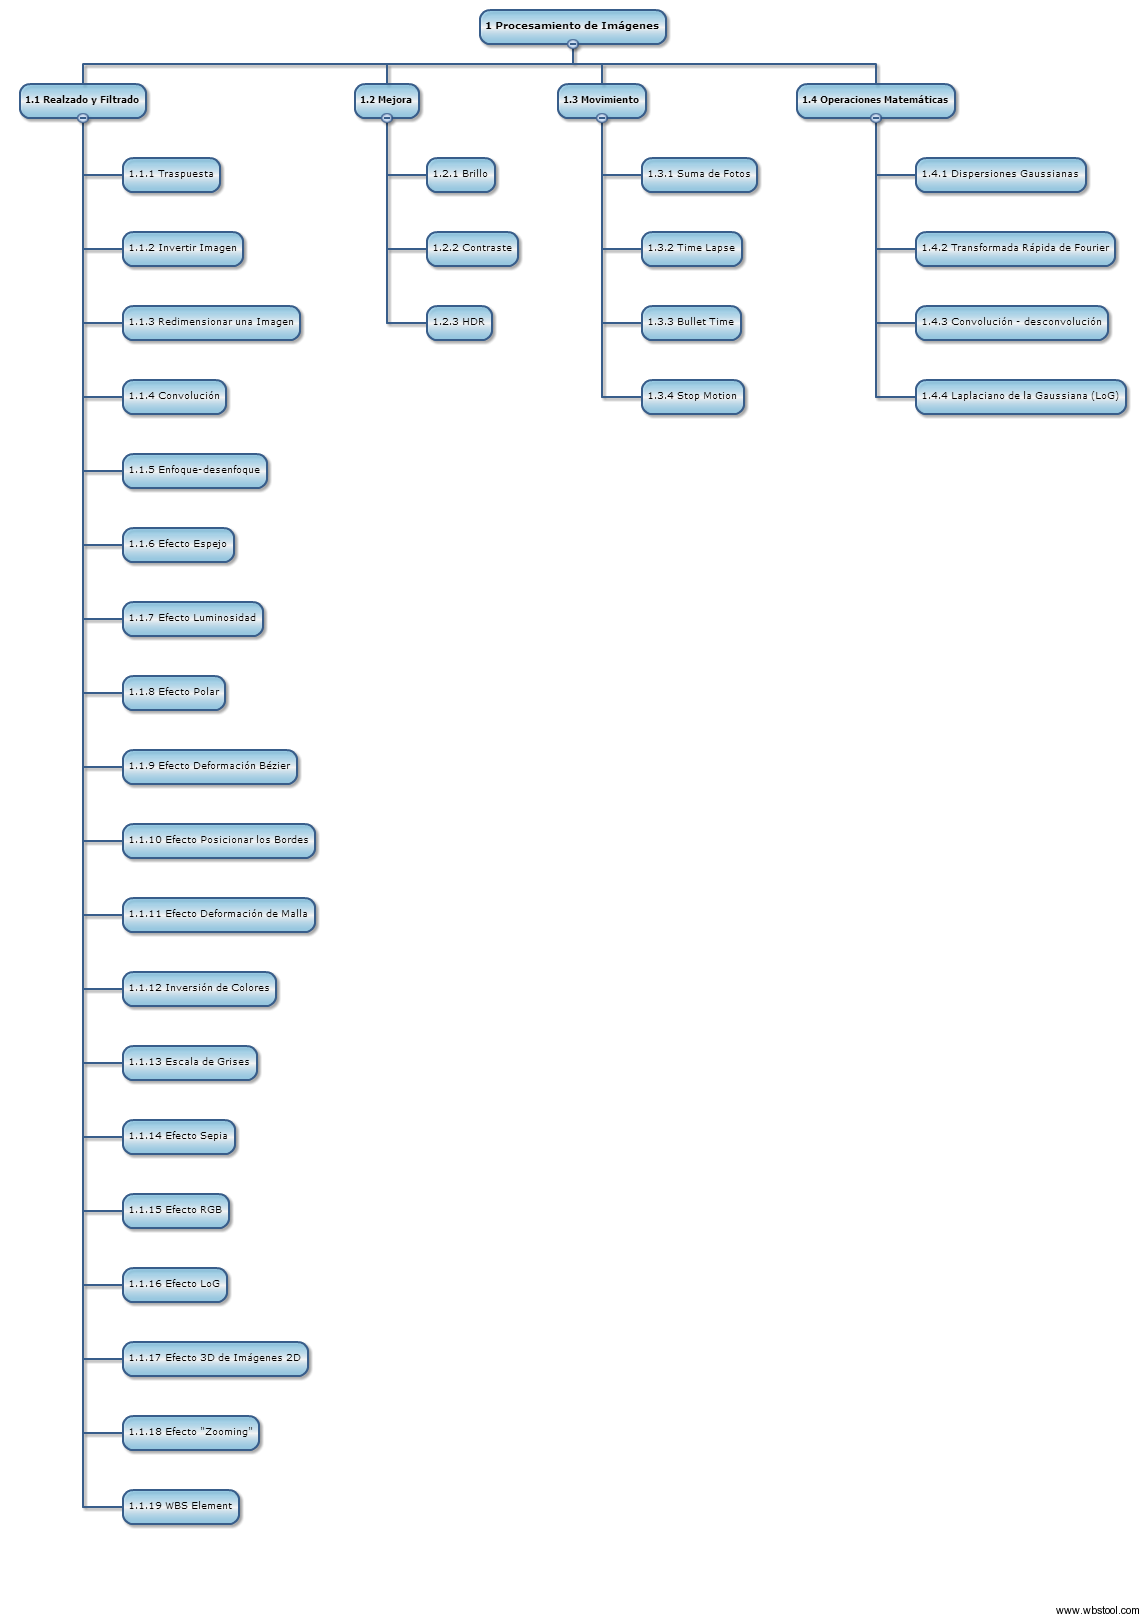 1 Procesamiento de Imágenes
1.1 Realzado y Filtrado
1.1.1 Traspuesta
1.1.2 Invertir Imagen
1.1.3 Redimensionar una Imagen
1.1.4 Convolución
1.1.5 Enfoque-desenfoque
1.1.6 Efecto Espejo
1.1.7 Efecto Luminosidad
1.1.8 Efecto Polar
1.1.9 Efecto Deformación Bézier
1.1.10 Efecto Posicionar los Bordes
1.1.11 Efecto Deformación de Malla
1.1.12 Inversión de Colores
1.1.13 Escala de Grises
1.1.14 Efecto Sepia
1.1.15 Efecto RGB
1.1.16 Efecto LoG
1.1.17 Efecto 3D de Imágenes 2D
1.1.18 Efecto "Zooming"
1.1.19 WBS Element
1.2 Mejora
1.2.1 Brillo
1.2.2 Contraste
1.2.3 HDR
1.3 Movimiento
1.3.1 Suma de Fotos
1.3.2 Time Lapse
1.3.3 Bullet Time
1.3.4 Stop Motion
1.4 Operaciones Matemáticas
1.4.1 Dispersiones Gaussianas
1.4.2 Transformada Rápida de Fourier
1.4.3 Convolución - desconvolución
1.4.4 Laplaciano de la Gaussiana (LoG)
www.wbstool.com